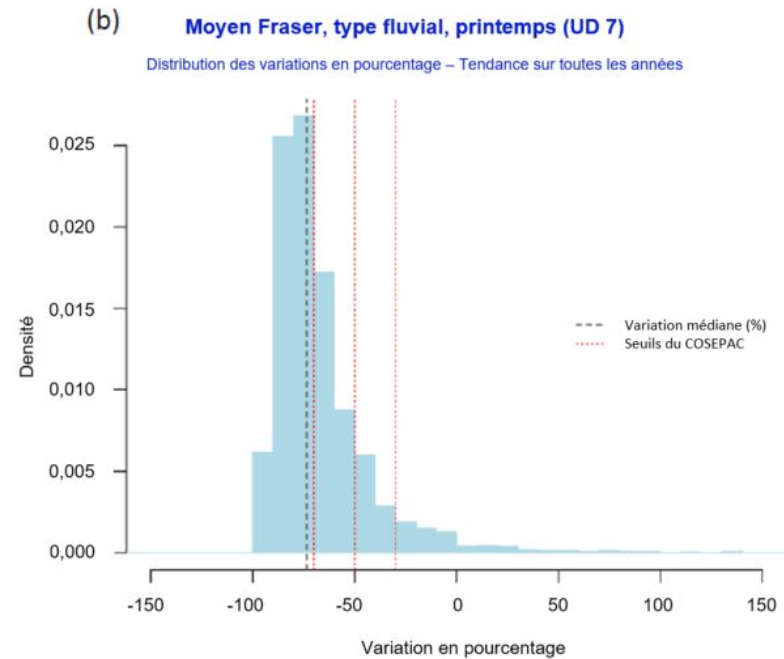 (b)
Moyen Fraser, type fluvial, printemps (UD 7)
Distribution des variations en pourcentage – Tendance sur toutes les années
0,025
0,020
0,015
0,010
0,005
0,000
Densité
Variation médiane (%)
Seuils du COSEPAC
-150 -100 -50 0 50 100 150
Variation en pourcentage